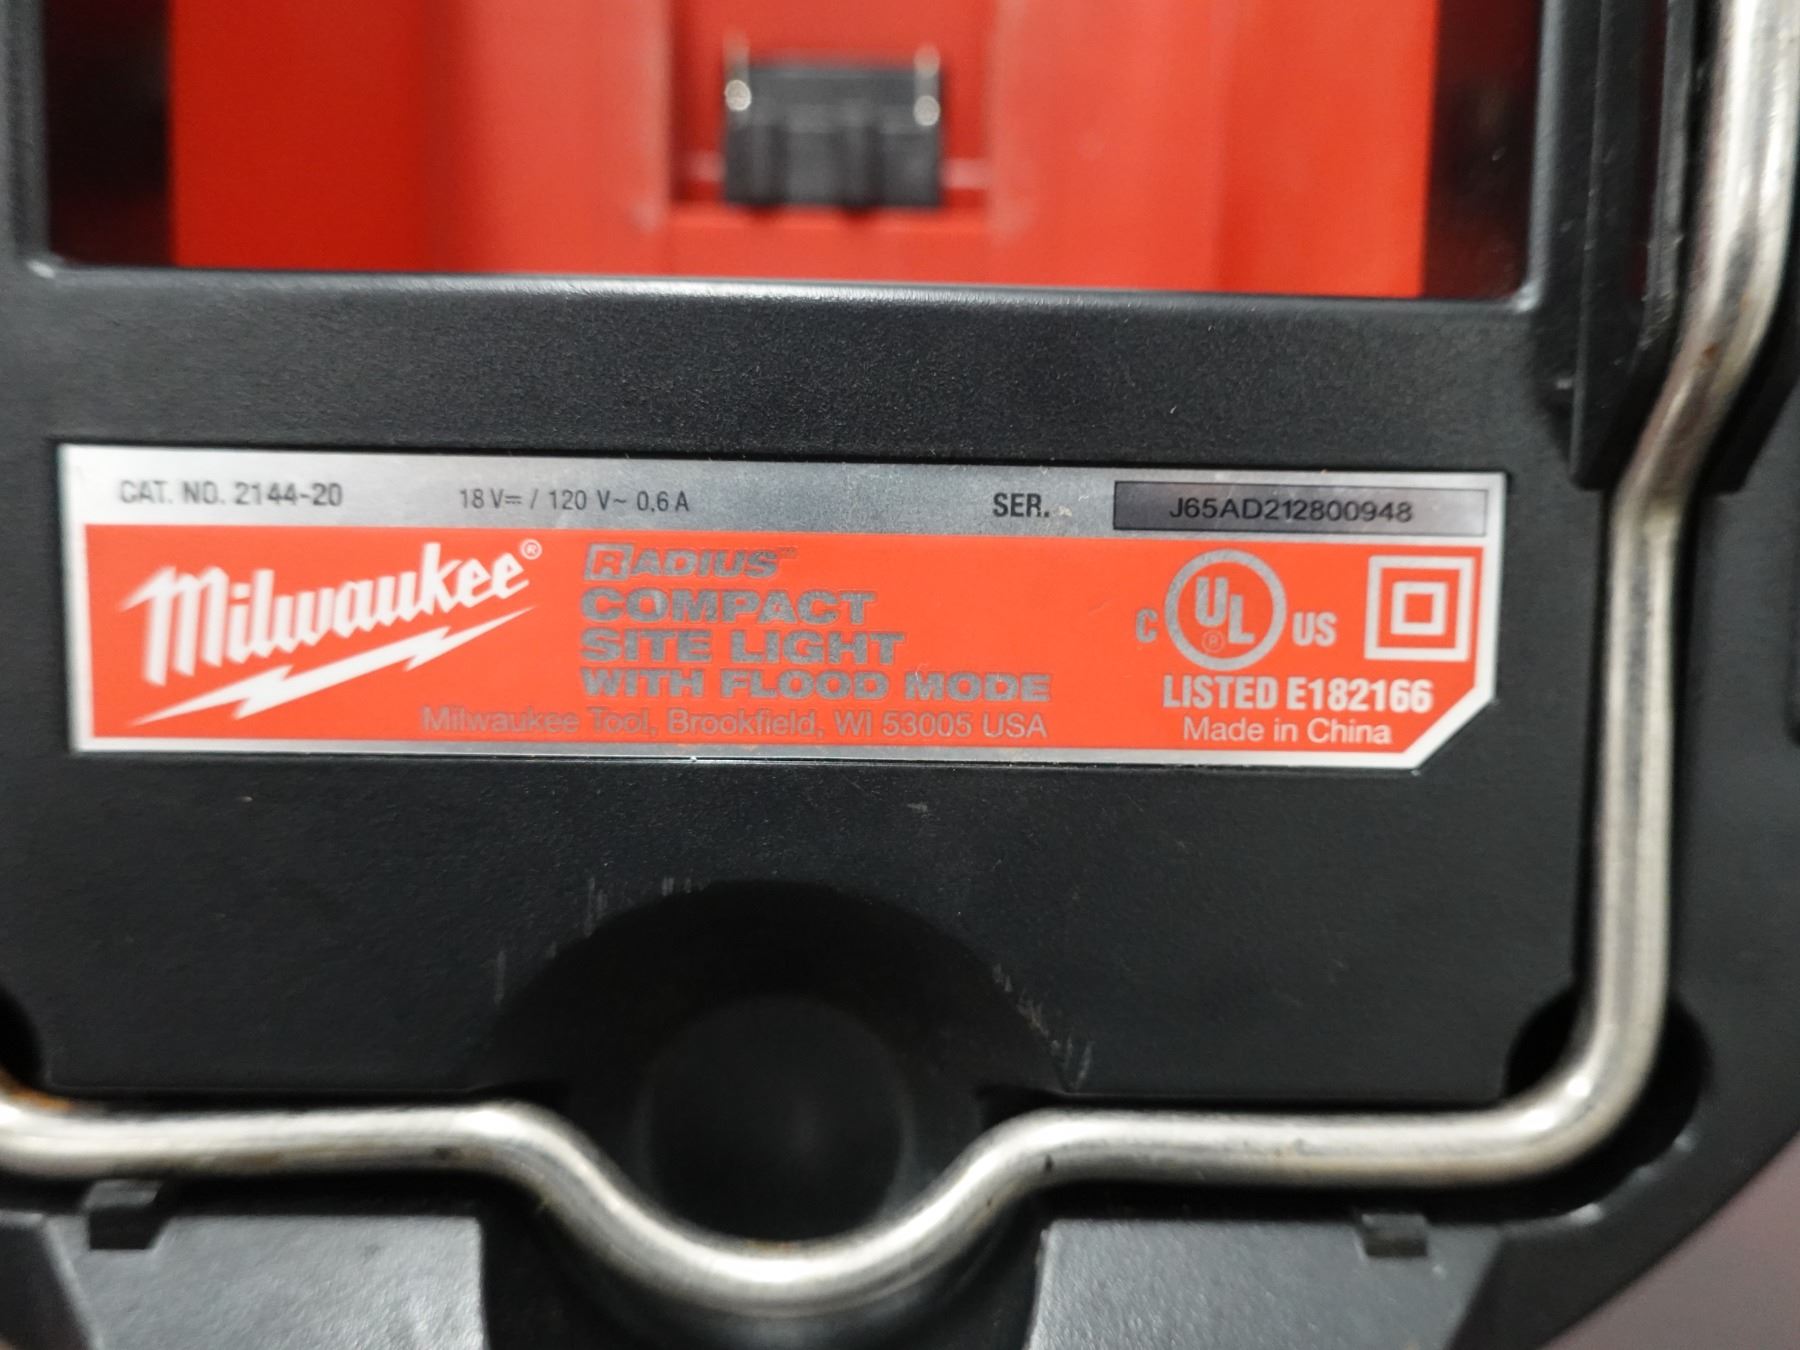 CAT. NO. 2144-20 18V⎓ / 120 V~ 0,6 A SER. J65AD212800948
Milwaukee®
RADIUS™
COMPACT
SITE LIGHT
WITH FLOOD MODE
Milwaukee Tool, Brookfield, WI 53005 USA
C UL® US
LISTED E182166
Made in China